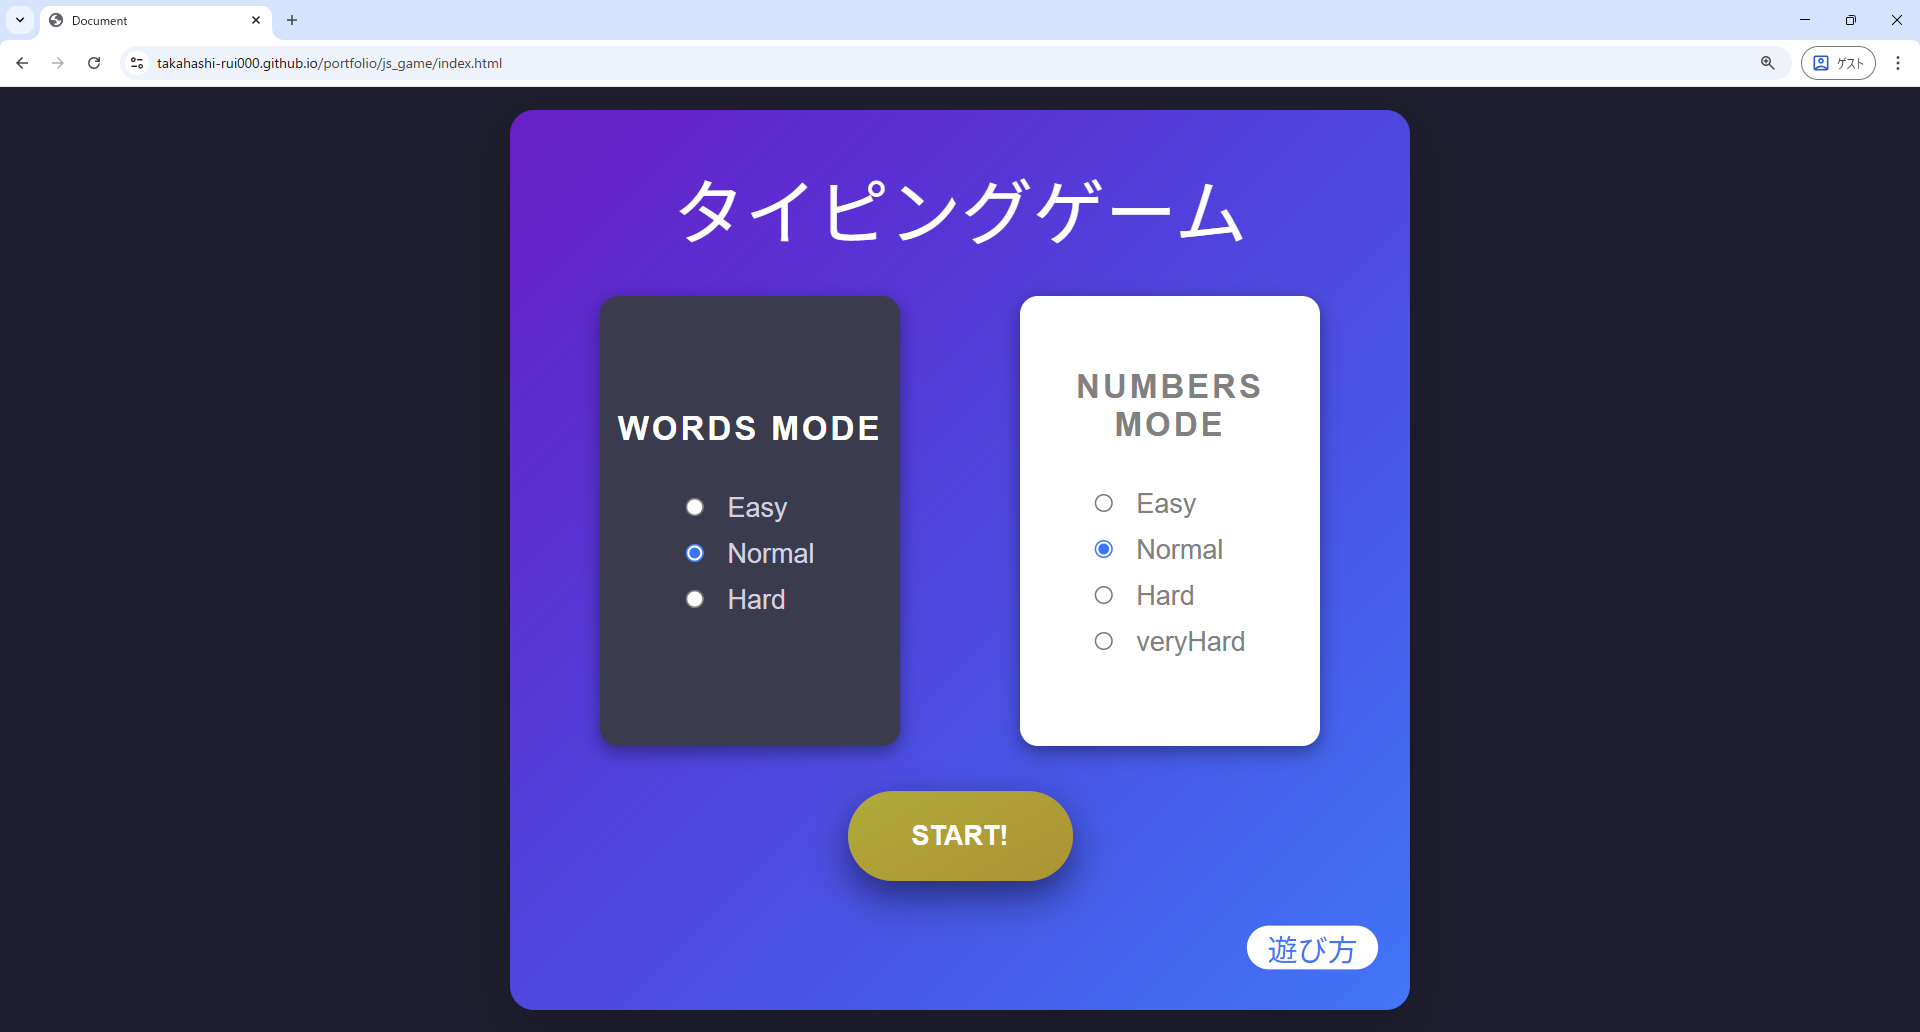 Document
takahashi-rui000.github.io/portfolio/js_game/index.html
ゲスト
タイピングゲーム
WORDS MODE
Easy
Normal
Hard
NUMBERS
MODE
Easy
Normal
Hard
veryHard
START!
遊び方